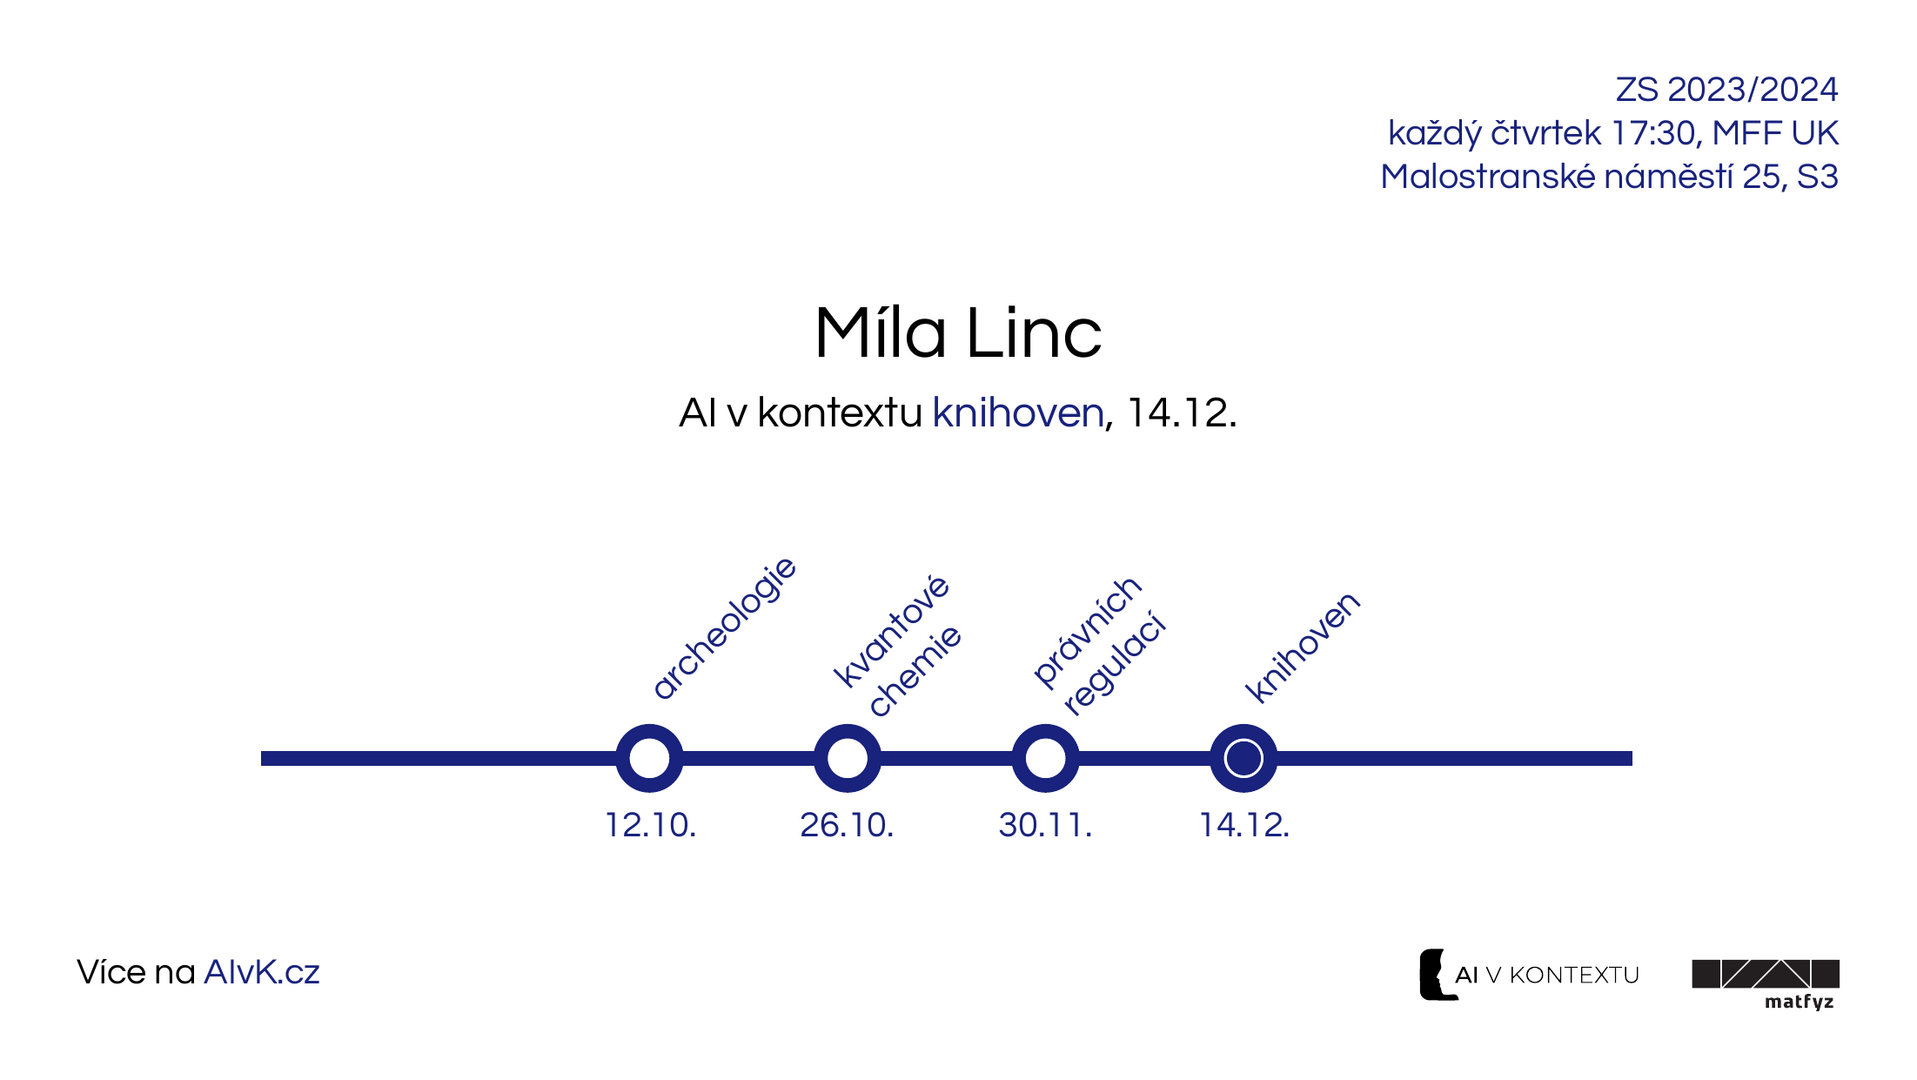 ZS 2023/2024
každý čtvrtek 17:30, MFF UK
Malostranské náměstí 25, S3
Míla Linc
AI v kontextu knihoven, 14.12.
archeologie
kvantové
chemie
právních
regulací
knihoven
12.10.
26.10.
30.11.
14.12.
Více na AIvK.cz
AI V KONTEXTU
matfyz